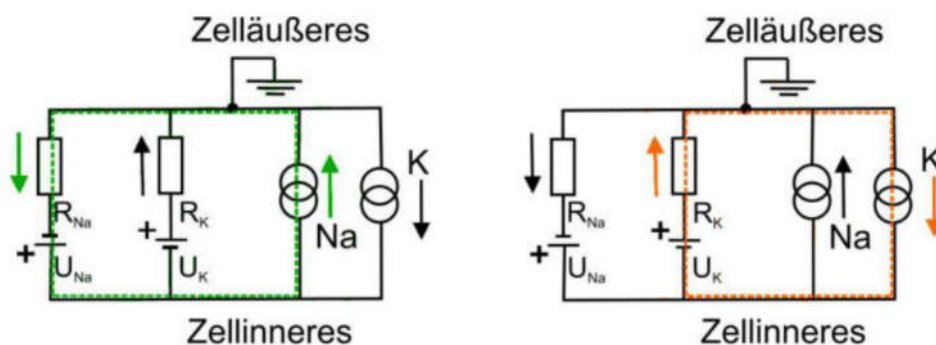 Zelläußeres
K
R_Na
R_K
Na
+
+
U_Na
U_K
Zellinneres
Zelläußeres
K
R_Na
R_K
Na
+
+
U_Na
U_K
Zellinneres